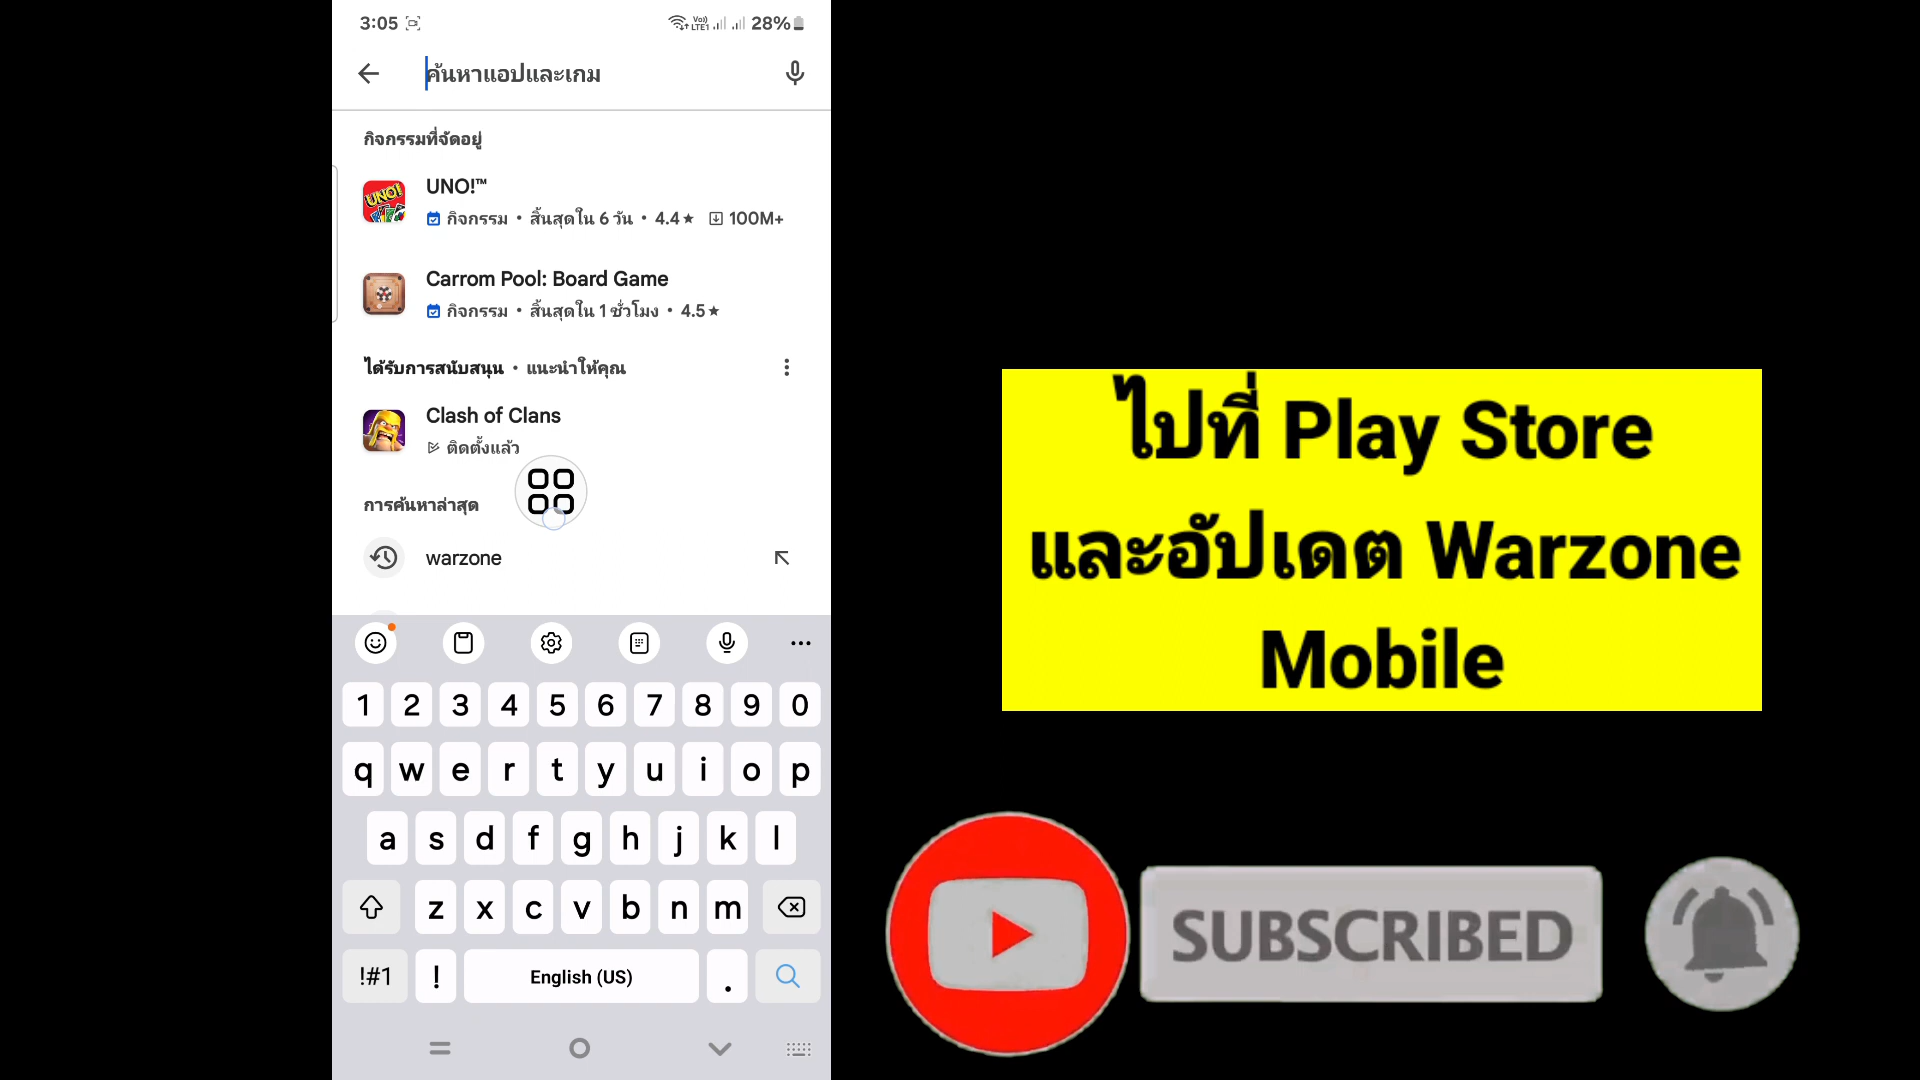 3:05 28%
Vo))
LTE1
ค้นหาแอปและเกม
กิจกรรมที่จัดอยู่
UNO!
UNO!™
กิจกรรม • สิ้นสุดใน 6 วัน • 4.4★ 100M+
Carrom Pool: Board Game
กิจกรรม • สิ้นสุดใน 1 ชั่วโมง • 4.5★
ได้รับการสนับสนุน • แนะนำให้คุณ
Clash of Clans
ติดตั้งแล้ว
การค้นหาล่าสุด
warzone
1 2 3 4 5 6 7 8 9 0
q w e r t y u i o p
a s d f g h j k l
z x c v b n m
!#1 ! English (US) .
ไปที่ Play Store
และอัปเดต Warzone
Mobile
SUBSCRIBED